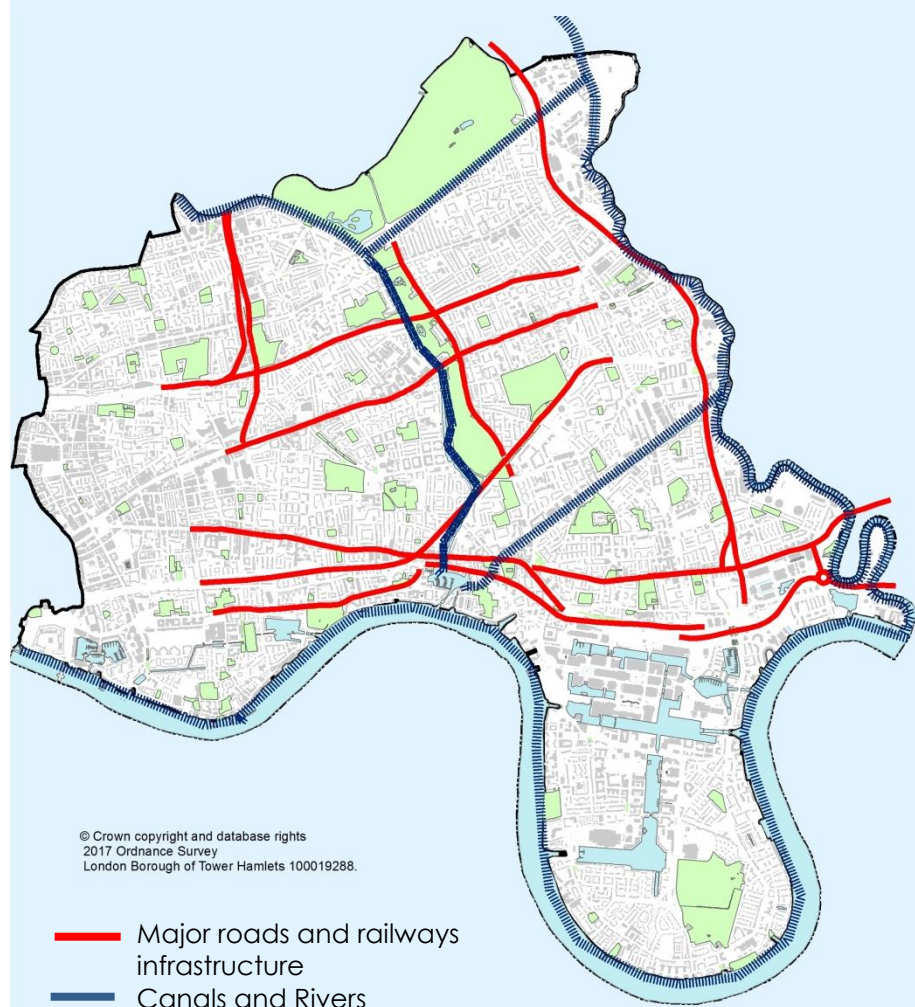 © Crown copyright and database rights
2017 Ordnance Survey
London Borough of Tower Hamlets 100019288.
Major roads and railways
infrastructure
Canals and Rivers